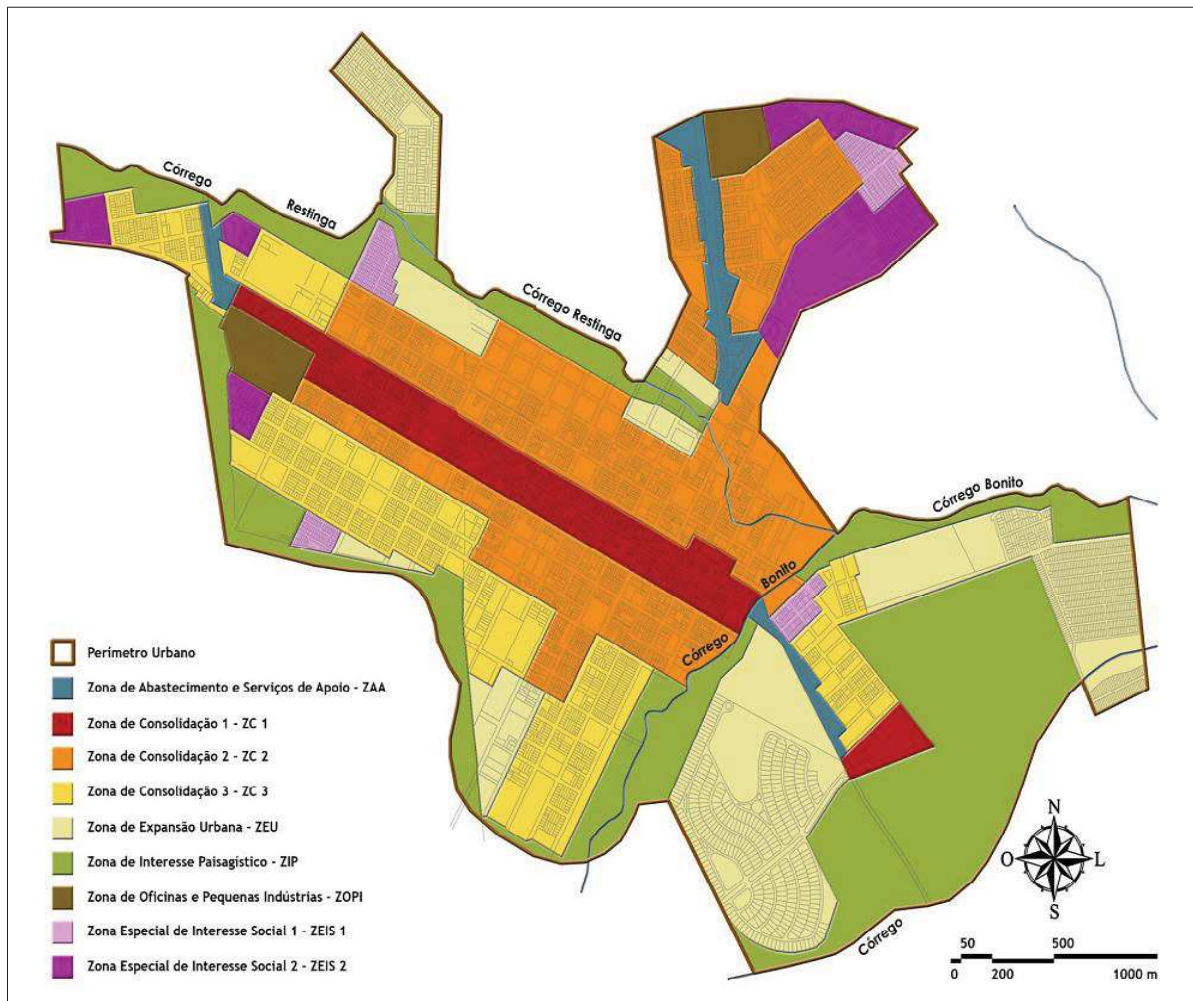 Córrego
Restinga
Córrego Restinga
Córrego Bonito
Bonito
Córrego
Córrego
Perímetro Urbano
Zona de Abastecimento e Serviços de Apoio - ZAA
Zona de Consolidação 1 - ZC 1
Zona de Consolidação 2 - ZC 2
Zona de Consolidação 3 - ZC 3
Zona de Expansão Urbana - ZEU
Zona de Interesse Paisagístico - ZIP
Zona de Oficinas e Pequenas Indústrias - ZOPI
Zona Especial de Interesse Social 1 - ZEIS 1
Zona Especial de Interesse Social 2 - ZEIS 2
N
O L
S
50 500
0 200 1000 m